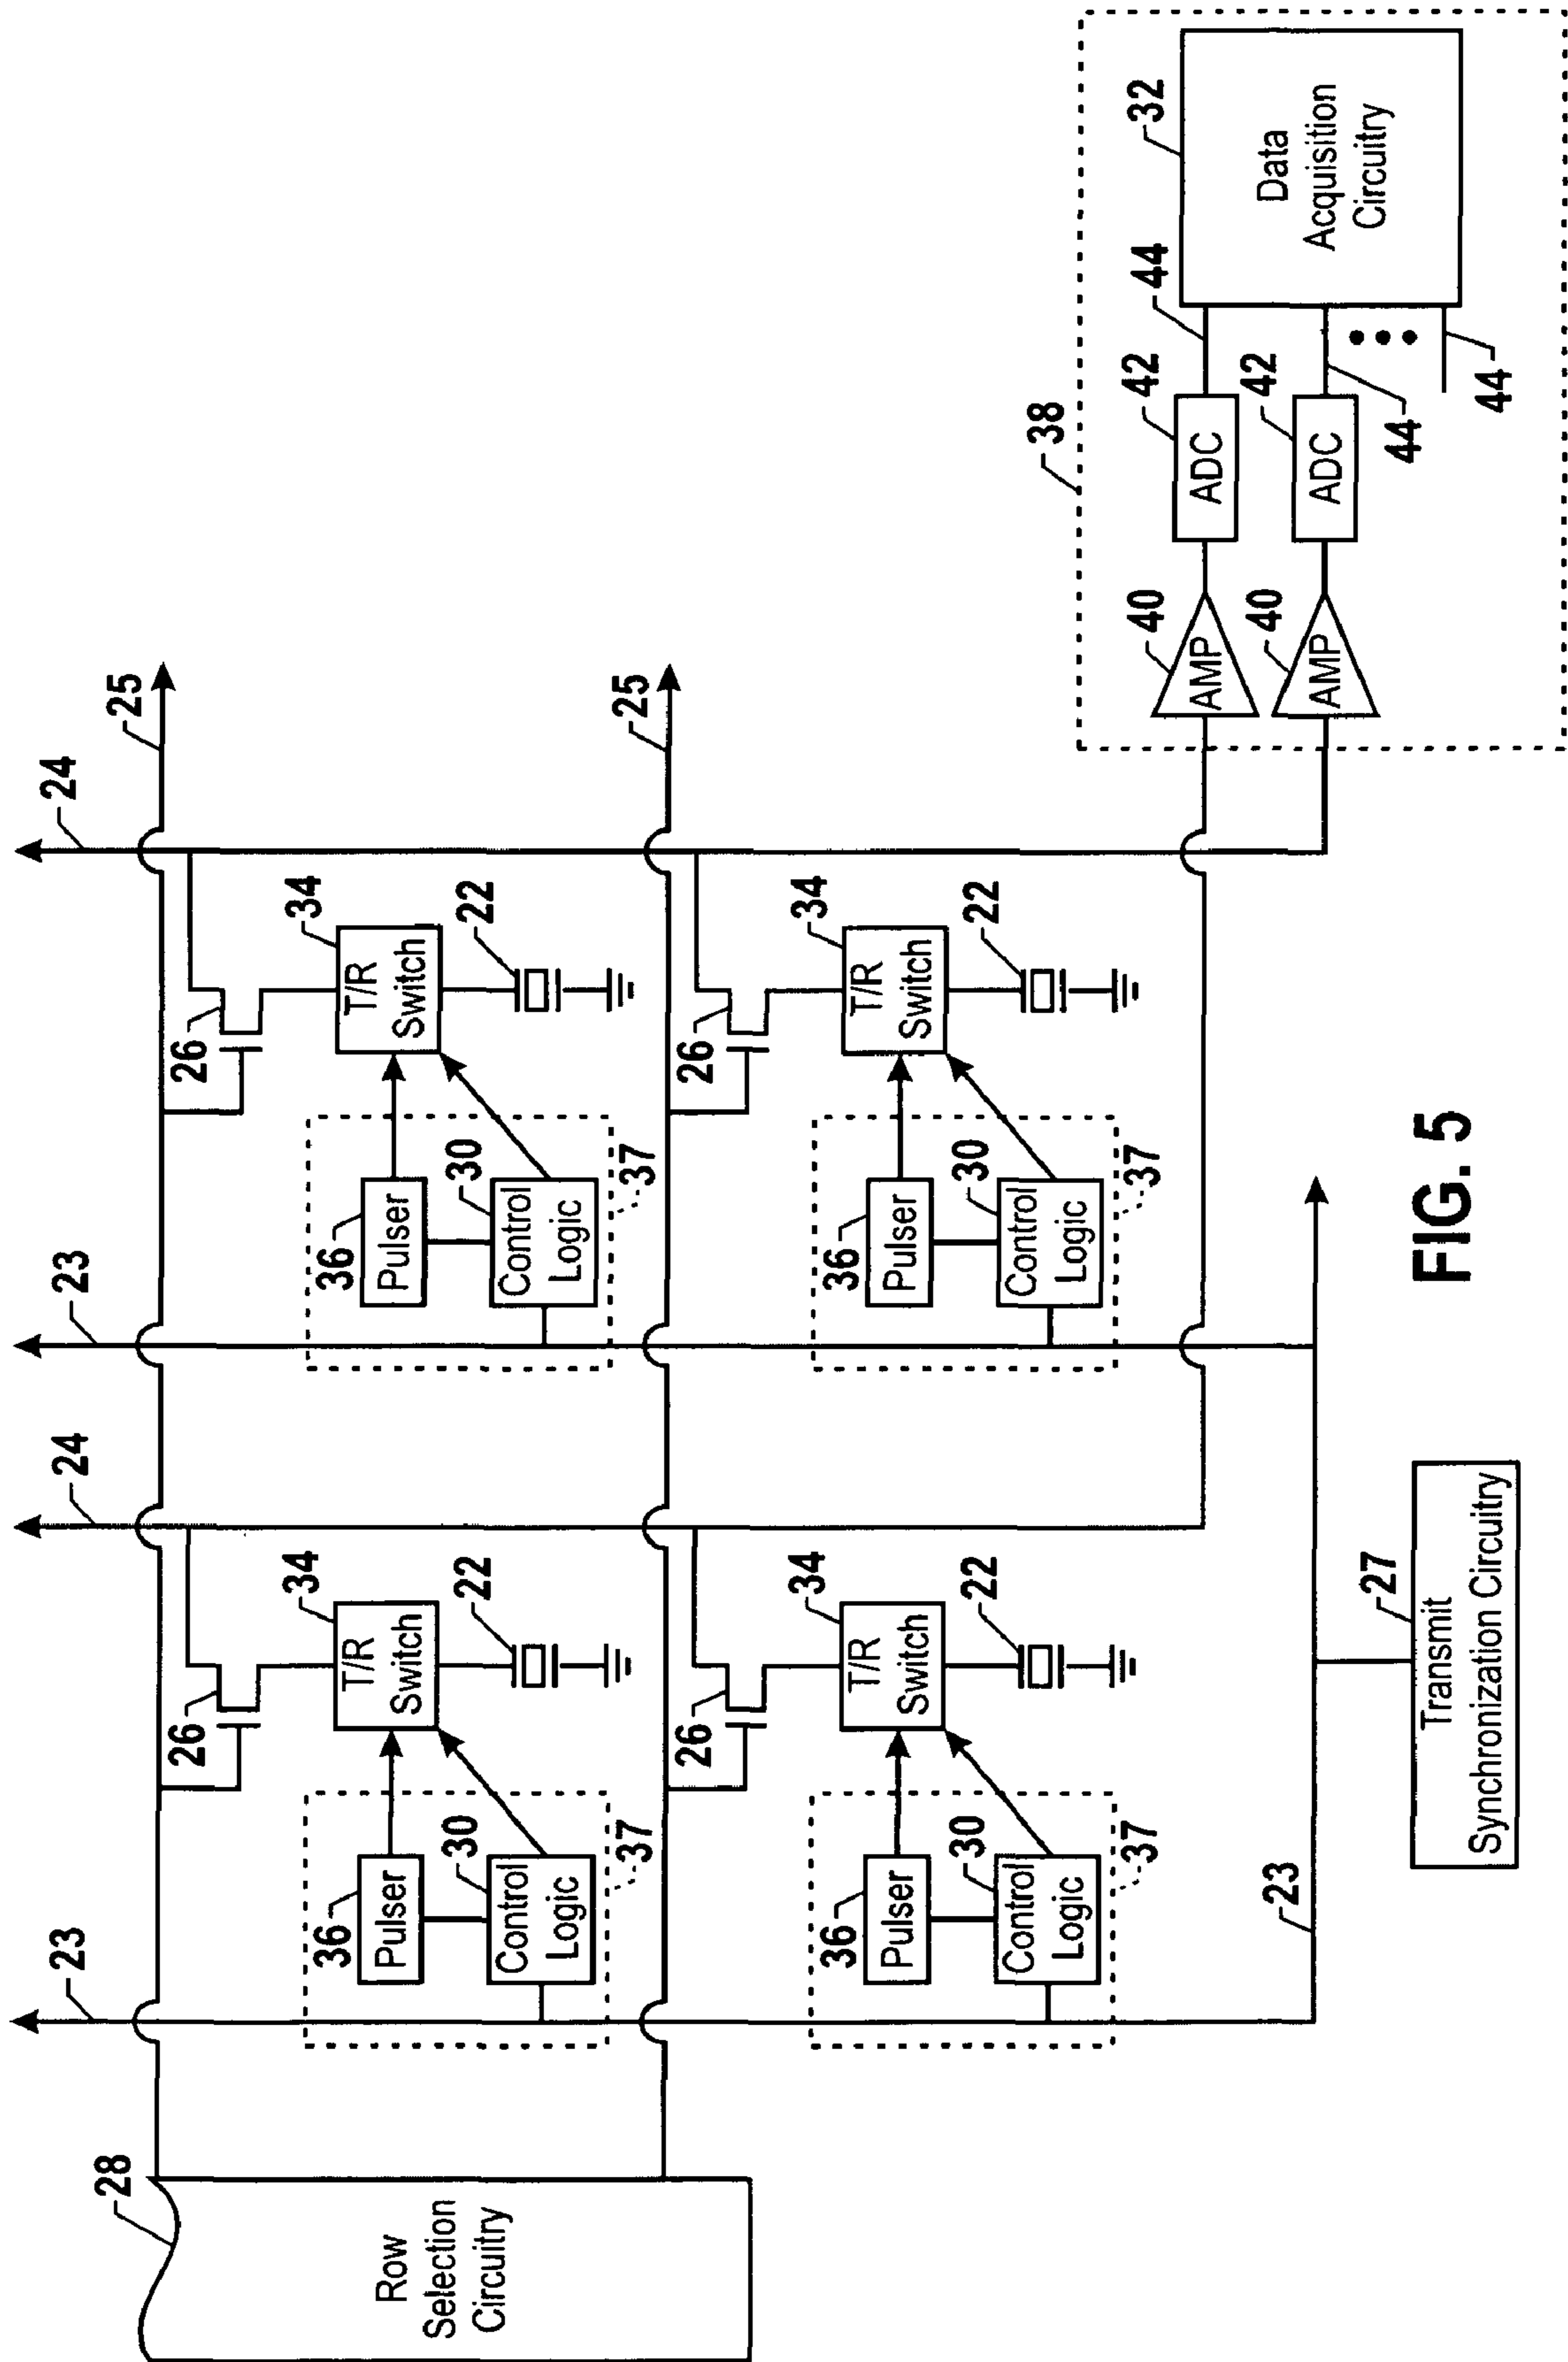 28
Row
Selection
Circuitry
23
24
23
24
25
26
34
T/R
Switch
22
36
Pulser
30
Control
Logic
37
26
34
T/R
Switch
22
36
Pulser
30
Control
Logic
37
25
26
34
T/R
Switch
22
36
Pulser
30
Control
Logic
37
26
34
T/R
Switch
22
36
Pulser
30
Control
Logic
37
23
27
Transmit
Synchronization Circuitry
38
40
AMP
42
ADC
44
40
AMP
42
ADC
44
44
32
Data
Acquisition
Circuitry
FIG. 5